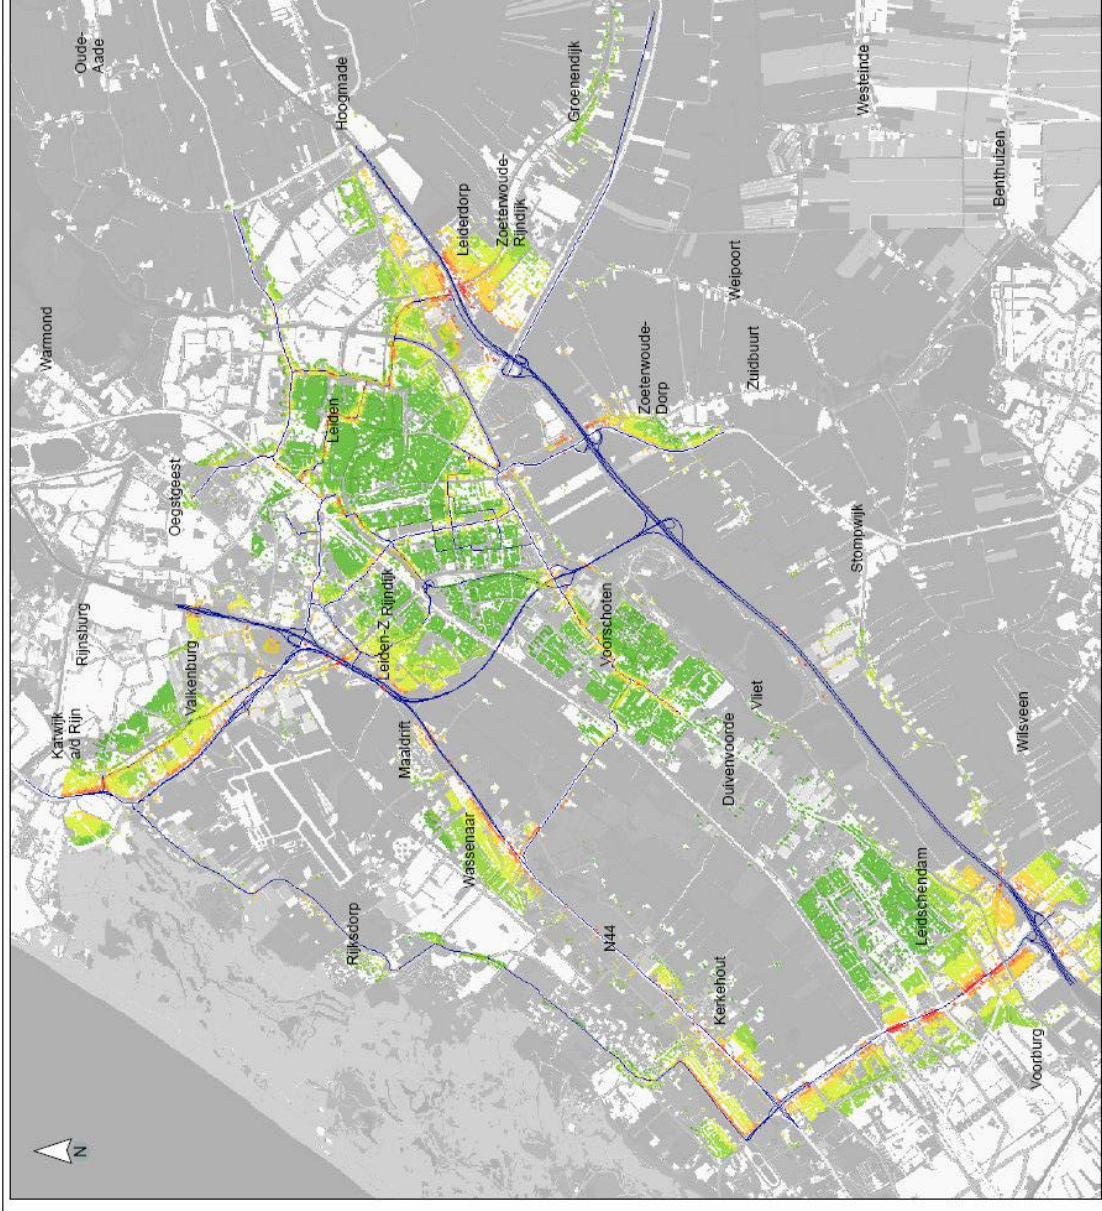 Oude-
Aade
Hoogmade
Groenendijk
Westeinde
Benthuizen
Warmond
Leiderdorp
Zoeterwoude-
Rijndijk
Weipoort
Zuidbuurt
Zoeterwoude-
Dorp
Leiden
Oegstgeest
Stompwijk
Rijnsburg
Valkenburg
Katwijk
a/d Rijn
Leiden-Z Rijndijk
Voorschoten
Maaldrift
Vliet
Duivenvoorde
Wilsveen
Wassenaar
Rijksdorp
N44
Leidschendam
Kerkehout
Voorburg
N